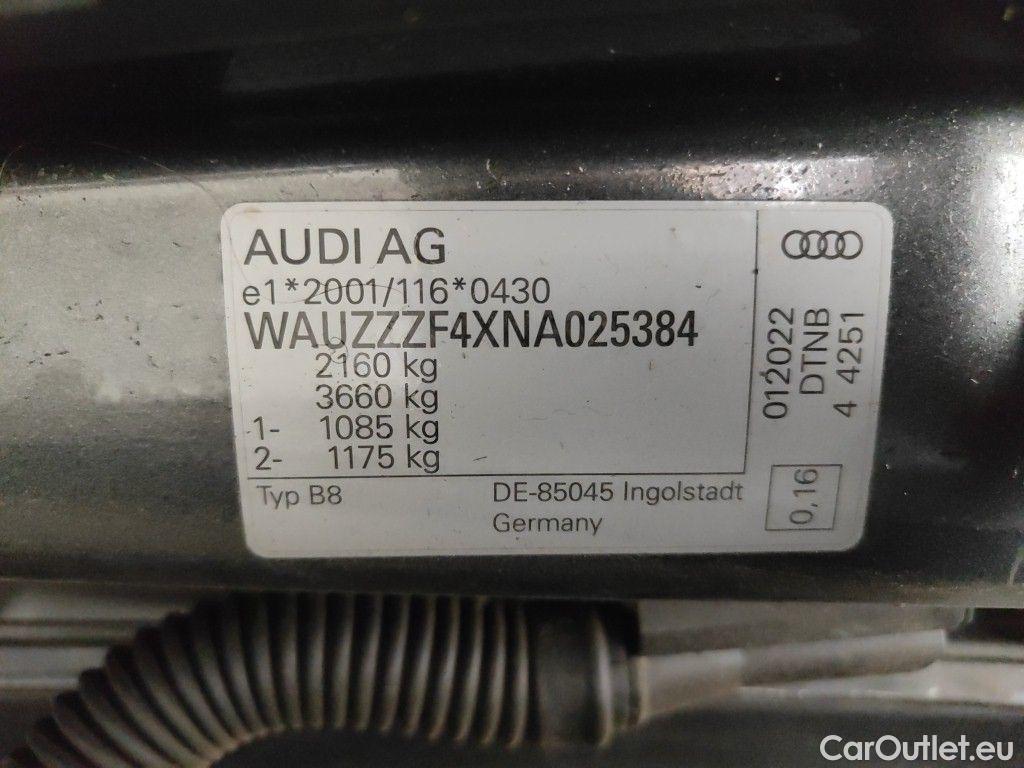 AUDI AG
e1*2001/116*0430
WAUZZZF4XNA025384
2160 kg
3660 kg
1- 1085 kg
2- 1175 kg
Typ B8
DE-85045 Ingolstadt
Germany
012022
DTNB
4 4251
0,16
CarOutlet.eu